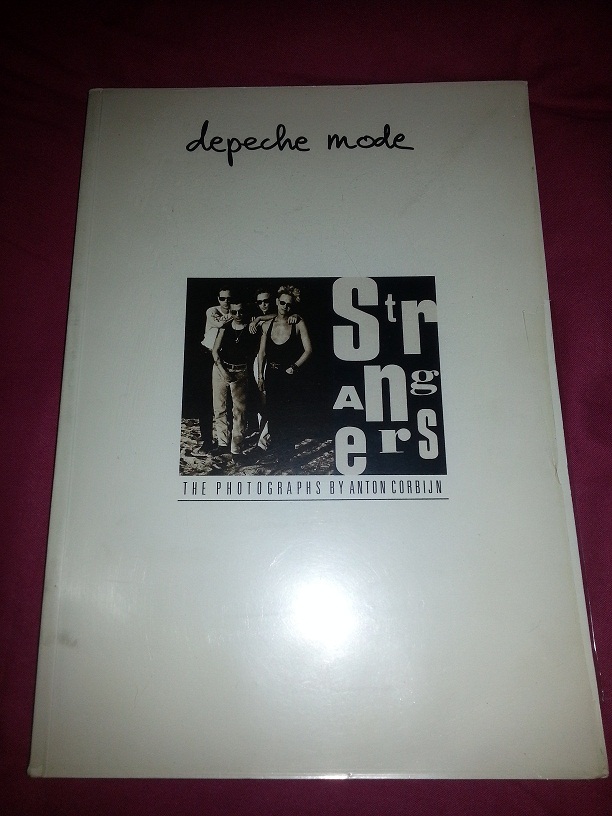 depeche mode
Str
Ang
ers
THE PHOTOGRAPHS BY ANTON CORBIJN